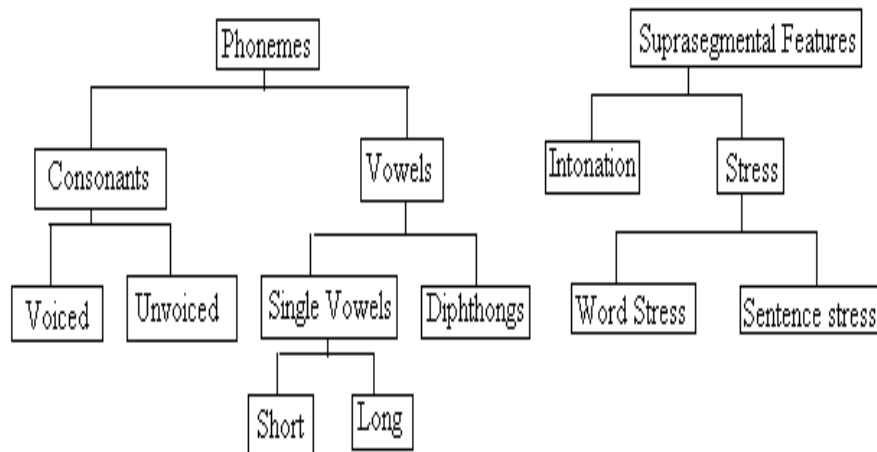 Phonemes
Suprasegmental Features
Consonants
Vowels
Intonation
Stress
Voiced
Unvoiced
Single Vowels
Diphthongs
Word Stress
Sentence stress
Short
Long